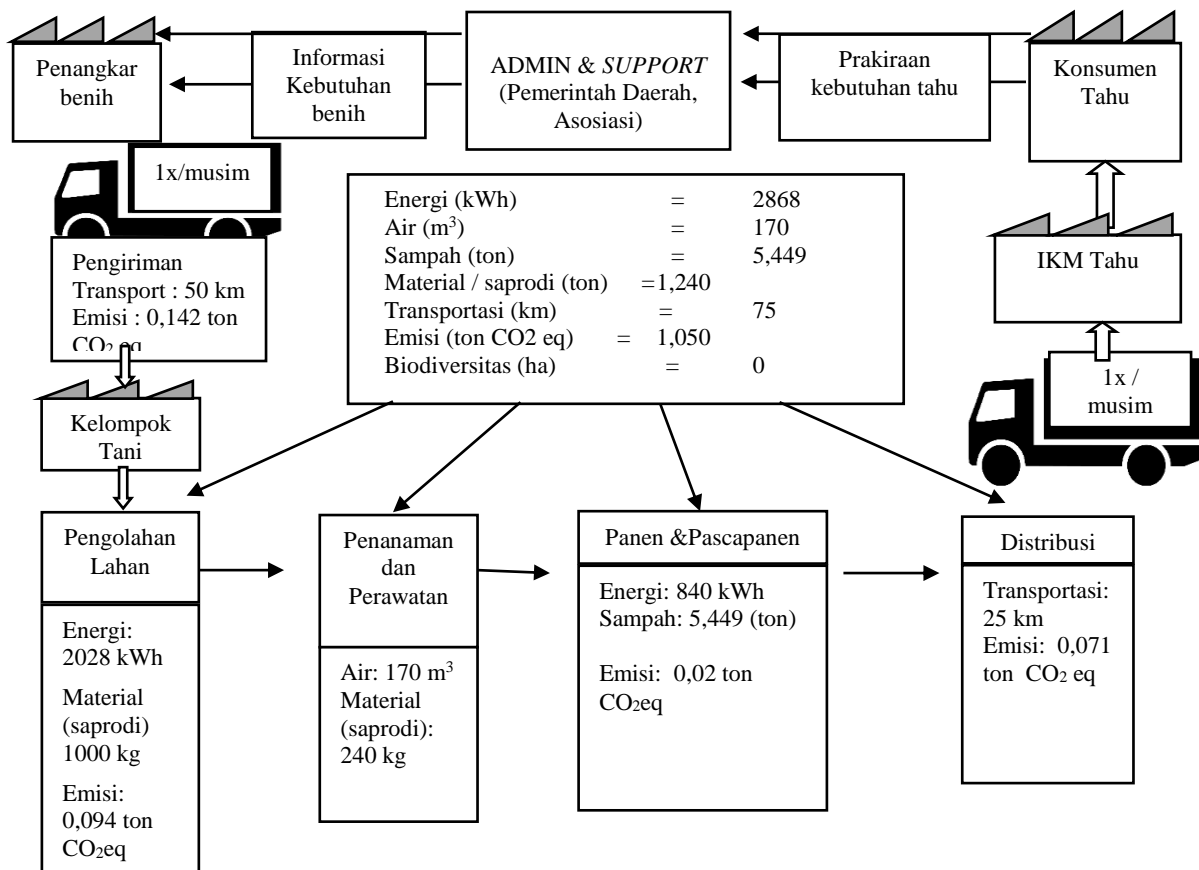 Penangkar
benih
Informasi
Kebutuhan
benih
ADMIN & SUPPORT
(Pemerintah Daerah,
Asosiasi)
Prakiraan
kebutuhan tahu
Konsumen
Tahu
1x/musim
Pengiriman
Transport : 50 km
Emisi : 0,142 ton
CO2 eq
Energi (kWh) = 2868
Air (m³) = 170
Sampah (ton) = 5,449
Material / saprodi (ton) =1,240
Transportasi (km) = 75
Emisi (ton CO2 eq) = 1,050
Biodiversitas (ha) = 0
IKM Tahu
1x /
musim
Kelompok
Tani
Pengolahan
Lahan
Energi:
2028 kWh
Material
(saprodi)
1000 kg
Emisi:
0,094 ton
CO2eq
Penanaman
dan
Perawatan
Air: 170 m³
Material
(saprodi):
240 kg
Panen &Pascapanen
Energi: 840 kWh
Sampah: 5,449 (ton)
Emisi: 0,02 ton
CO2eq
Distribusi
Transportasi:
25 km
Emisi: 0,071
ton CO2 eq